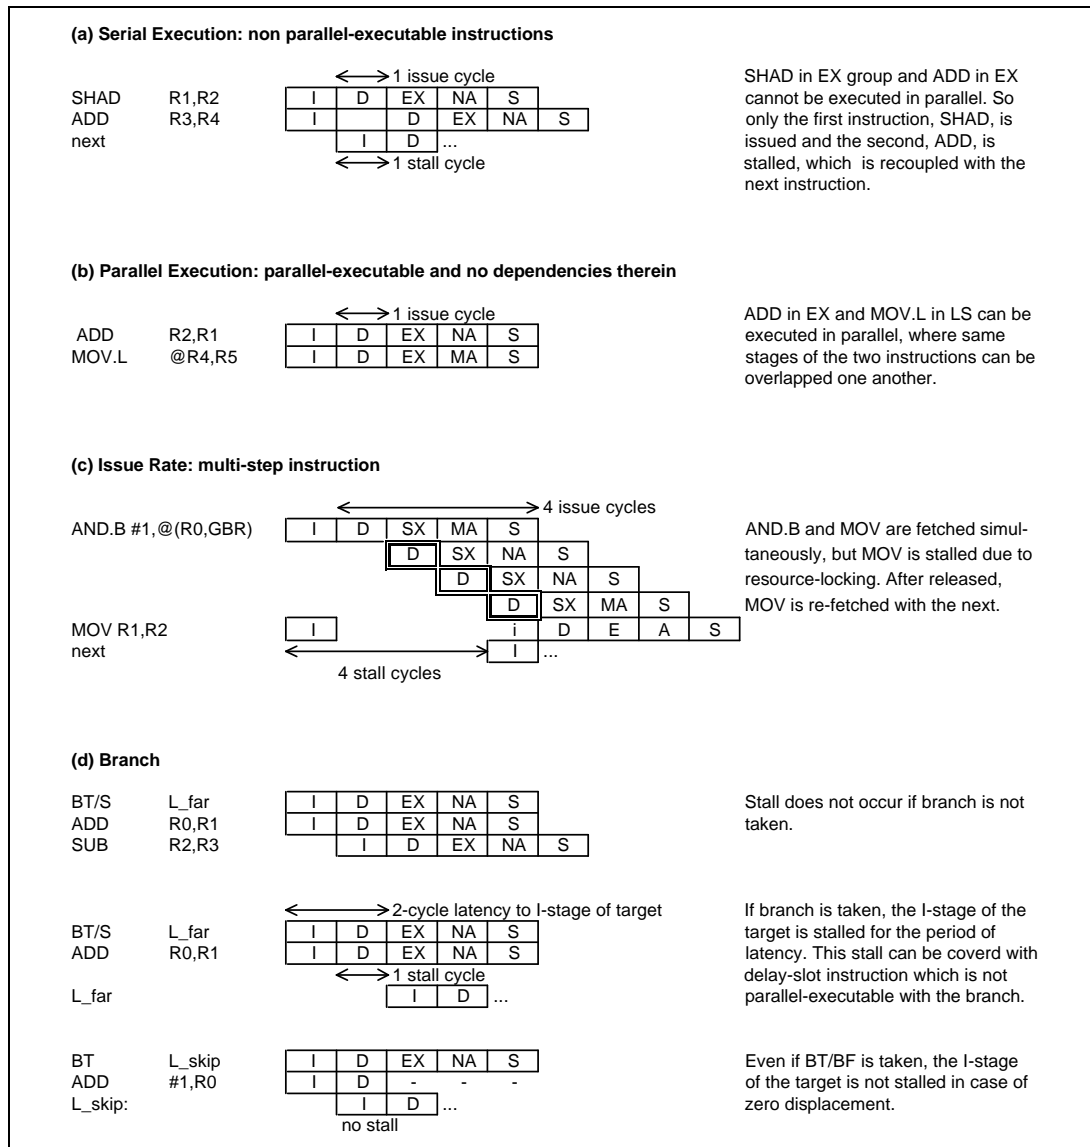 (a) Serial Execution: non parallel-executable instructions
1 issue cycle
SHAD R1,R2 I D EX NA S
ADD R3,R4 I D EX NA S
next I D ...
1 stall cycle
SHAD in EX group and ADD in EX
cannot be executed in parallel. So
only the first instruction, SHAD, is
issued and the second, ADD, is
stalled, which is recoupled with the
next instruction.
(b) Parallel Execution: parallel-executable and no dependencies therein
1 issue cycle
ADD R2,R1 I D EX NA S
MOV.L @R4,R5 I D EX MA S
ADD in EX and MOV.L in LS can be
executed in parallel, where same
stages of the two instructions can be
overlapped one another.
(c) Issue Rate: multi-step instruction
4 issue cycles
AND.B #1,@(R0,GBR) I D SX MA S
D SX NA S
D SX NA S
D SX MA S
MOV R1,R2 I i D E A S
next I ...
4 stall cycles
AND.B and MOV are fetched simul-
taneously, but MOV is stalled due to
resource-locking. After released,
MOV is re-fetched with the next.
(d) Branch
BT/S L_far I D EX NA S
ADD R0,R1 I D EX NA S
SUB R2,R3 I D EX NA S
Stall does not occur if branch is not
taken.
2-cycle latency to I-stage of target
BT/S L_far I D EX NA S
ADD R0,R1 I D EX NA S
1 stall cycle
L_far I D ...
If branch is taken, the I-stage of the
target is stalled for the period of
latency. This stall can be coverd with
delay-slot instruction which is not
parallel-executable with the branch.
BT L_skip I D EX NA S
ADD #1,R0 I D - - -
L_skip: I D ...
no stall
Even if BT/BF is taken, the I-stage
of the target is not stalled in case of
zero displacement.